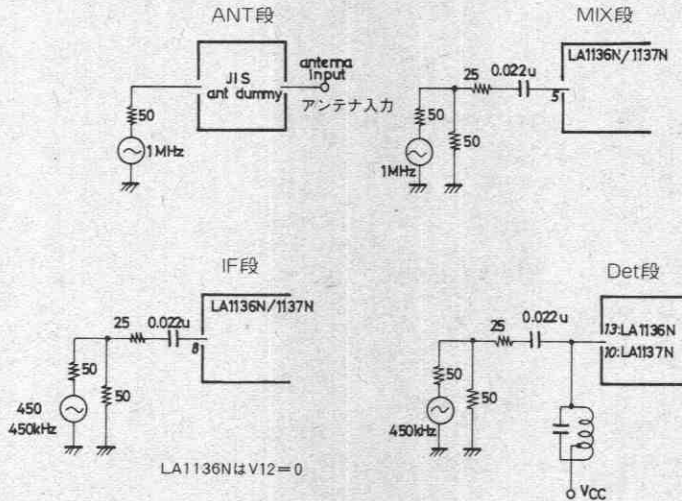 ANT段
JIS
ant dummy
antenna
input
アンテナ入力
50
1MHz
MIX段
LA1136N/1137N
25
0.022u
5
50
50
1MHz
IF段
LA1136N/1137N
25
0.022u
8
50
50
450
450kHz
LA1136NはV12=0
Det段
25
0.022u
13:LA1136N
10:LA1137N
50
50
450kHz
VCC